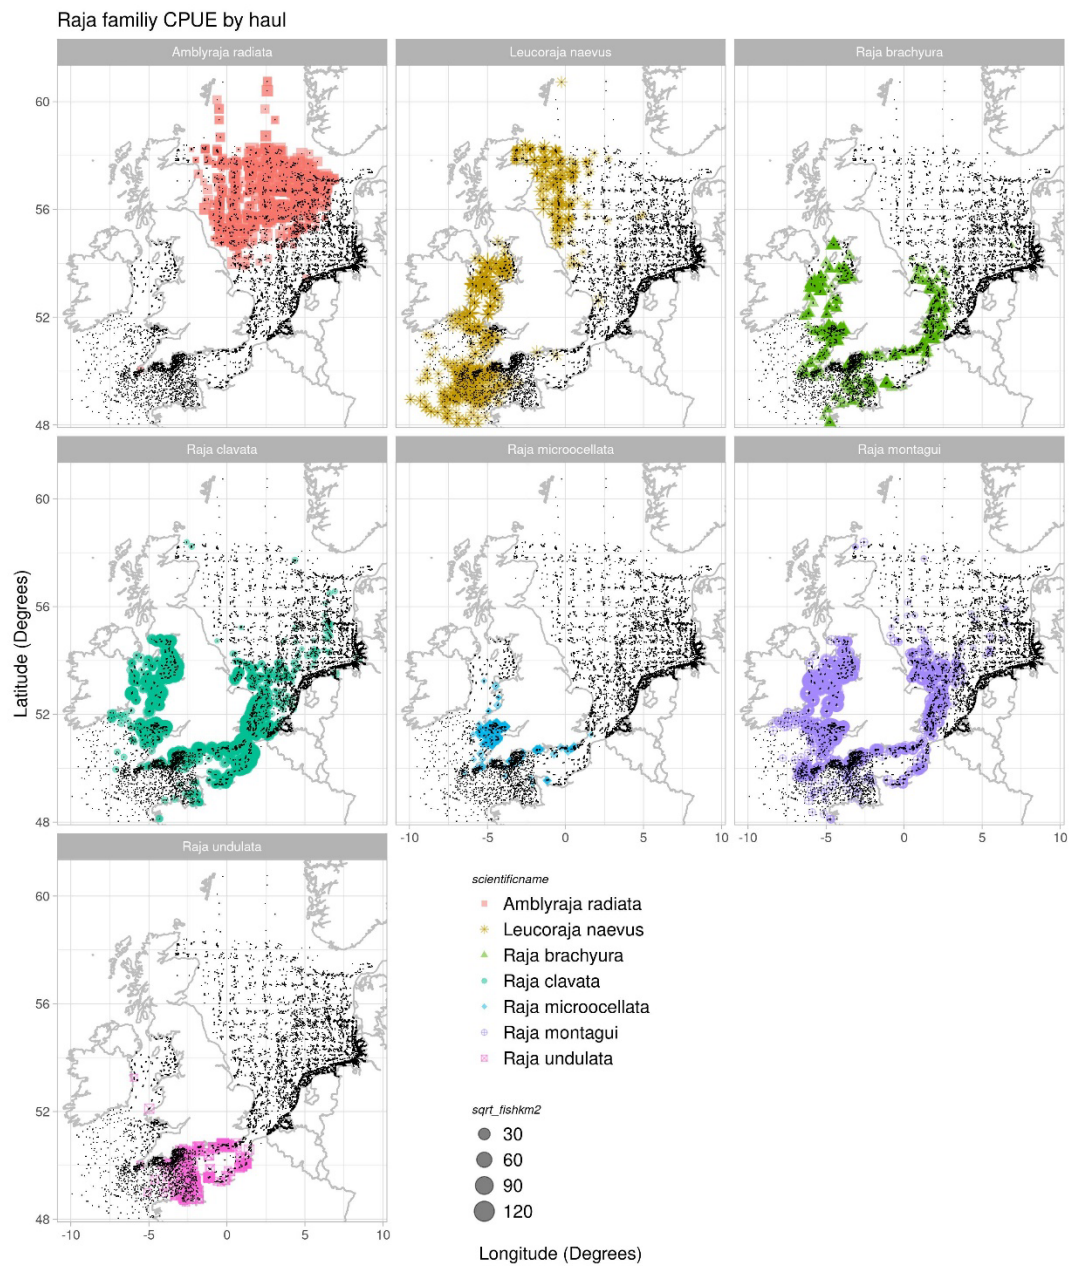 Raja familiy CPUE by haul
Amblyraja radiata
Leucoraja naevus
Raja brachyura
60
56
52
48
Raja clavata
Raja microocellata
Raja montagui
60
56
52
48
-10 -5 0 5 10
-10 -5 0 5 10
Latitude (Degrees)
Raja undulata
60
56
52
48
-10 -5 0 5 10
scientificname
Amblyraja radiata
Leucoraja naevus
Raja brachyura
Raja clavata
Raja microocellata
Raja montagui
Raja undulata
sqrt_fishkm2
30
60
90
120
Longitude (Degrees)